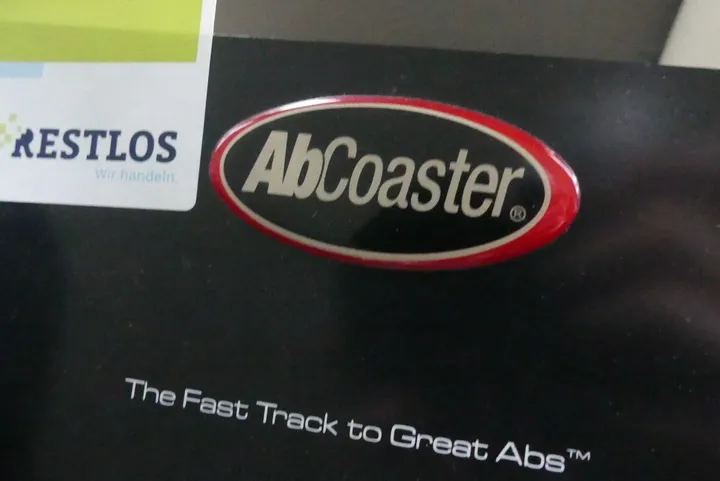 RESTLOS
Wir handeln.
AbCoaster®
The Fast Track to Great Abs™